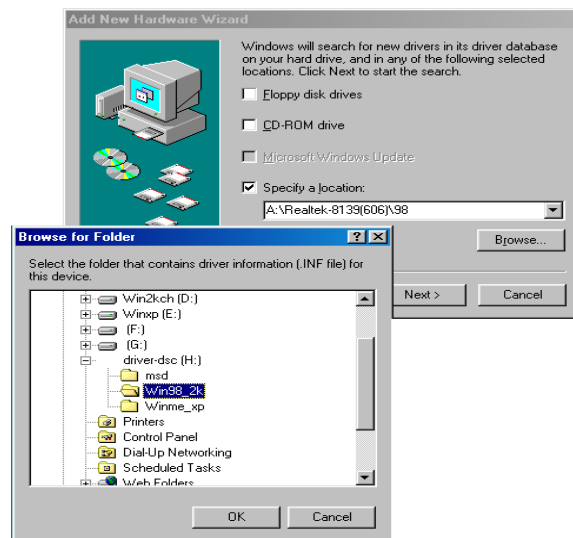 Add New Hardware Wizard
Windows will search for new drivers in its driver database
on your hard drive, and in any of the following selected
locations. Click Next to start the search.
Floppy disk drives
CD-ROM drive
Microsoft Windows Update
Specify a location:
A:\Realtek-8139(606)\98
Browse...
Next >
Cancel
Browse for Folder
Select the folder that contains driver information (.INF file) for
this device.
Win2kch (D:)
Winxp (E:)
(F:)
(G:)
driver-dsc (H:)
msd
Win98_2k
Winme_xp
Printers
Control Panel
Dial-Up Networking
Scheduled Tasks
Web Folders
OK
Cancel